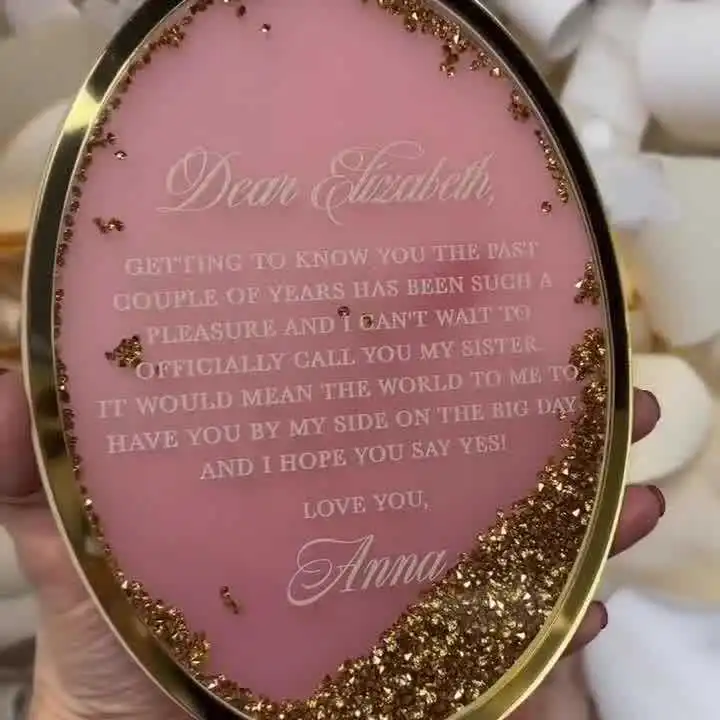 Dear Elizabeth,
GETTING TO KNOW YOU THE PAST
COUPLE OF YEARS HAS BEEN SUCH A
PLEASURE AND I CAN'T WAIT TO
OFFICIALLY CALL YOU MY SISTER.
IT WOULD MEAN THE WORLD TO ME TO
HAVE YOU BY MY SIDE ON THE BIG DAY
AND I HOPE YOU SAY YES!
LOVE YOU,
Anna